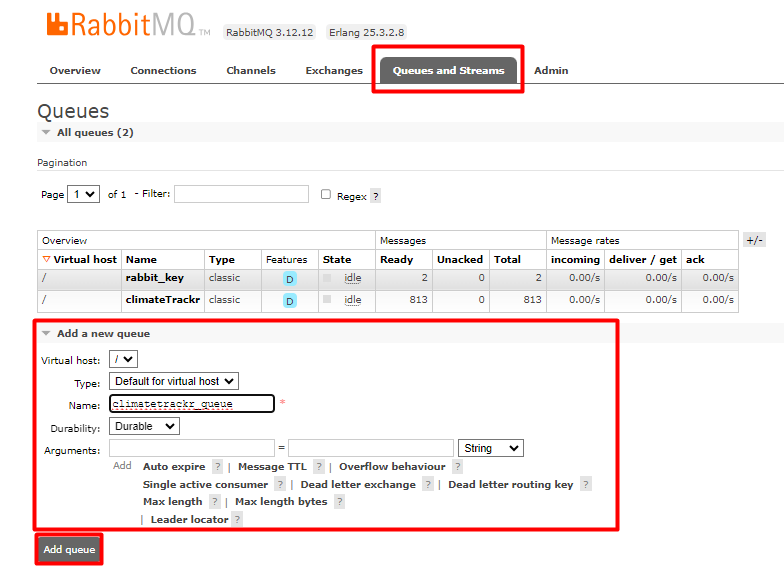 RabbitMQ TM RabbitMQ 3.12.12 Erlang 25.3.2.8
Overview Connections Channels Exchanges Queues and Streams Admin
Queues
All queues (2)
Pagination
Page 1 of 1 - Filter: Regex ?
Overview Messages Message rates +/-
Virtual host Name Type Features State Ready Unacked Total incoming deliver / get ack
/ rabbit_key classic D idle 2 0 2 0.00/s 0.00/s 0.00/s
/ climateTrackr classic D idle 813 0 813 0.00/s 0.00/s 0.00/s
Add a new queue
Virtual host: /
Type: Default for virtual host
Name: climatetrackr_queue *
Durability: Durable
Arguments: = String
Add Auto expire ? | Message TTL ? | Overflow behaviour ?
Single active consumer ? | Dead letter exchange ? | Dead letter routing key ?
Max length ? | Max length bytes ?
| Leader locator ?
Add queue